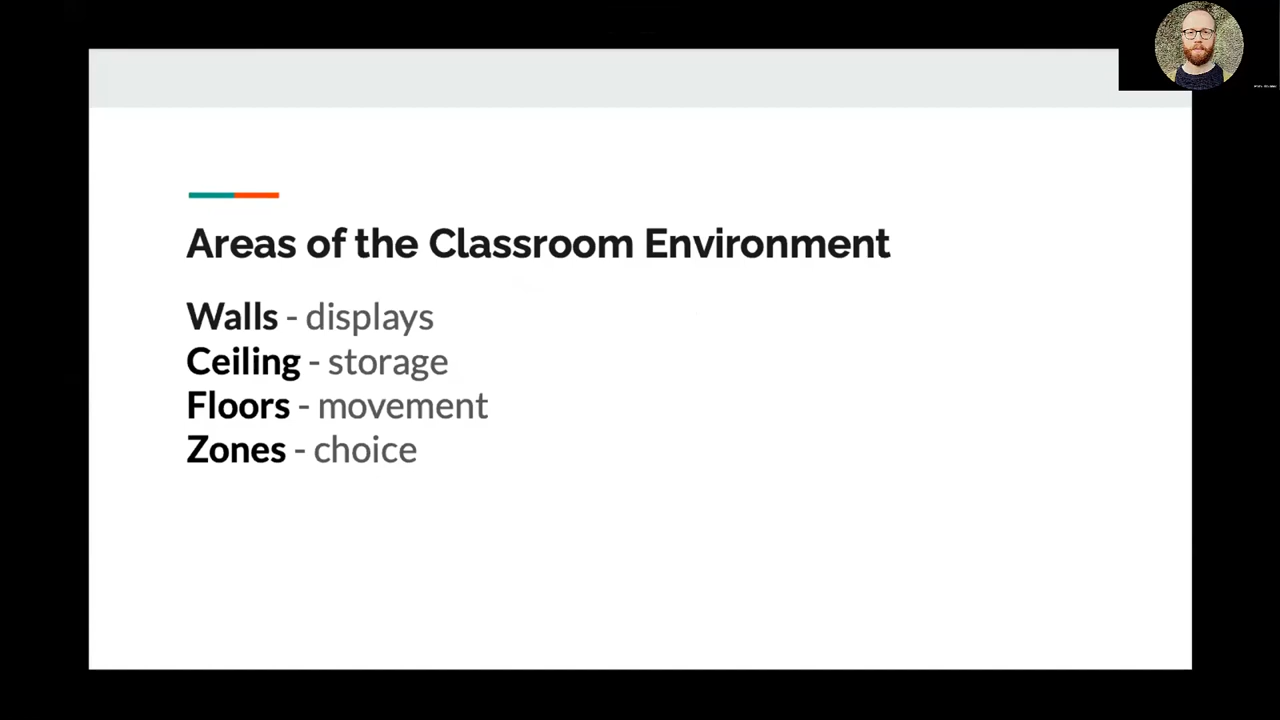 Areas of the Classroom Environment
Walls - displays
Ceiling - storage
Floors - movement
Zones - choice